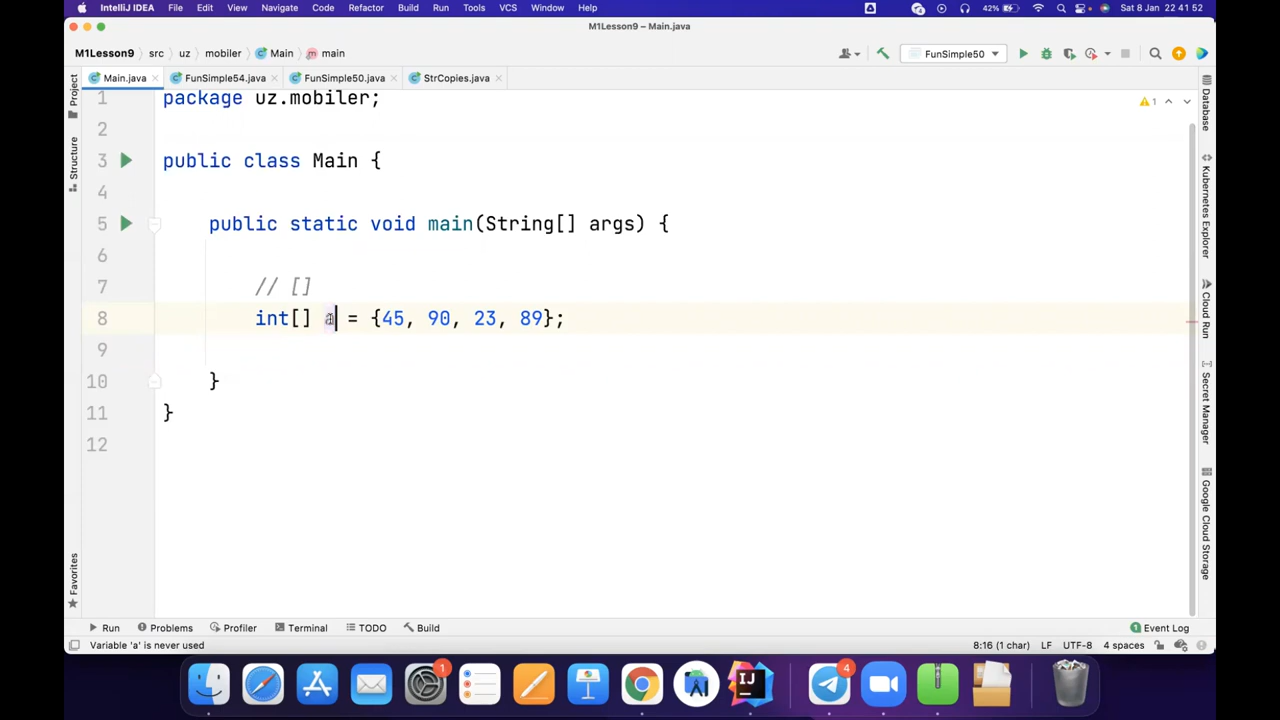 IntelliJ IDEA File Edit View Navigate Code Refactor Build Run Tools VCS Window Help 42% Sat 8 Jan 22 41 52
M1Lesson9 – Main.java
M1Lesson9 src uz mobiler Main main FunSimple50
Main.java FunSimple54.java FunSimple50.java StrCopies.java
1 package uz.mobiler;
2
3 public class Main {
4
5 public static void main(String[] args) {
6
7 // []
8 int[] a = {45, 90, 23, 89};
9
10 }
11 }
12
1
Project
Structure
Favorites
Database
Kubernetes Explorer
Cloud Run
Secret Manager
Google Cloud Storage
Run Problems Profiler Terminal TODO Build 1 Event Log
Variable 'a' is never used 8:16 (1 char) LF UTF-8 4 spaces
1 IJ 4